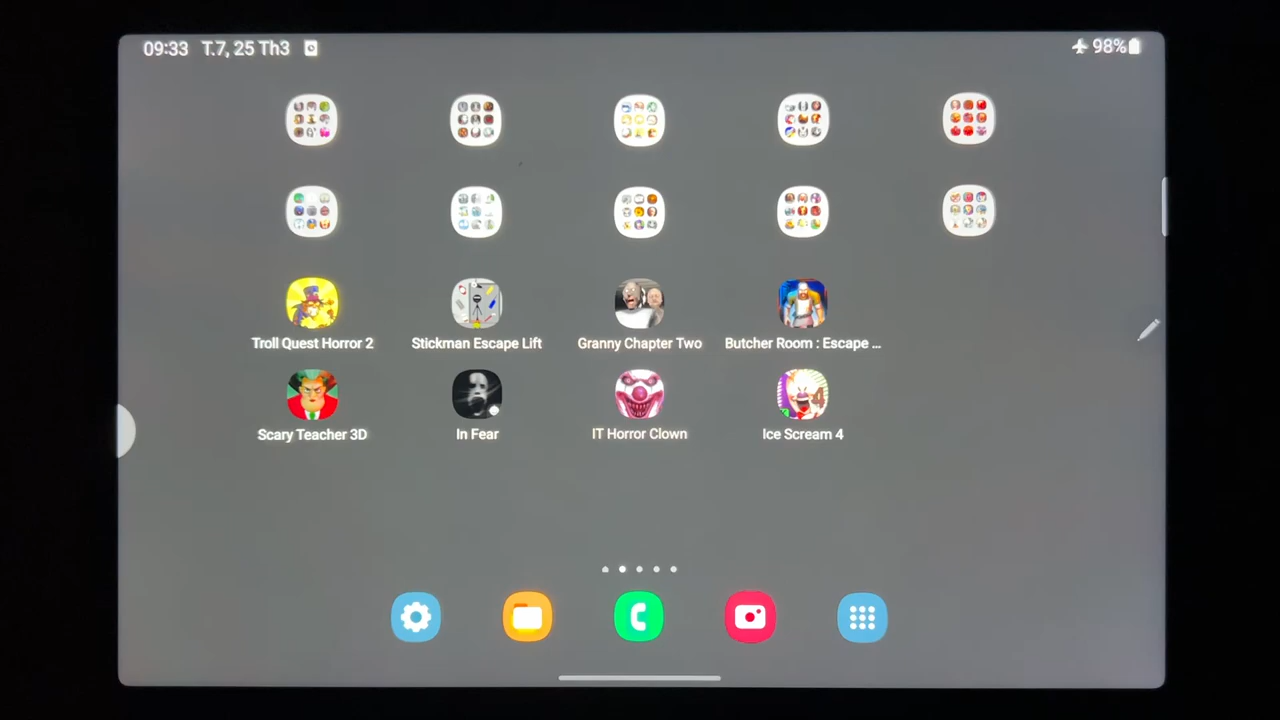 09:33 T.7, 25 Th3
98%
Troll Quest Horror 2
Stickman Escape Lift
Granny Chapter Two
Butcher Room : Escape ...
Scary Teacher 3D
In Fear
IT Horror Clown
Ice Scream 4
4